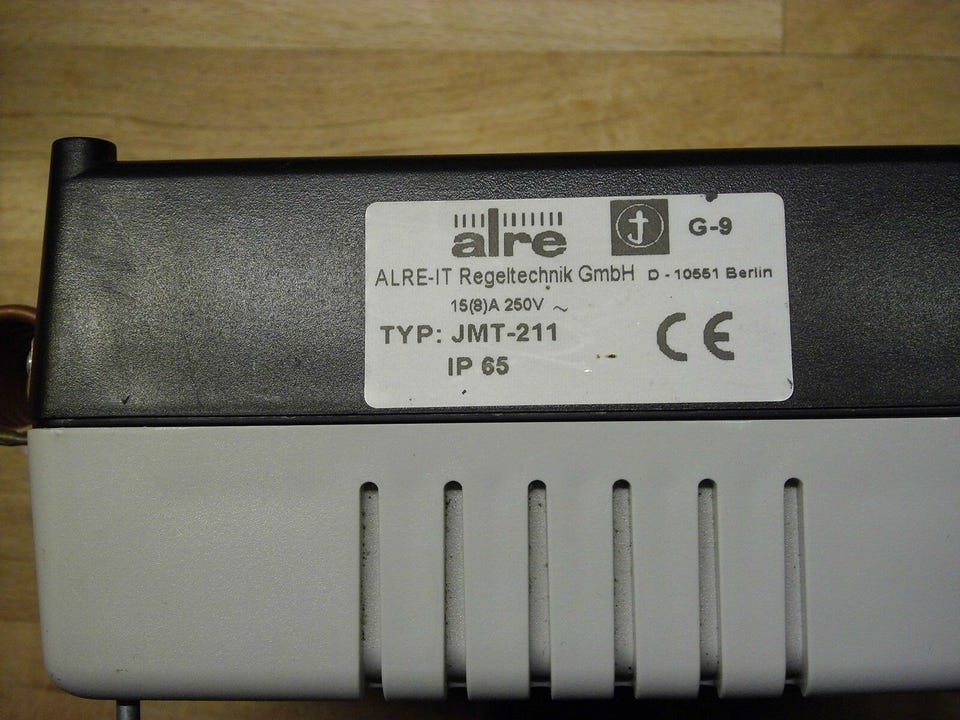 alre
G-9
ALRE-IT Regeltechnik GmbH D - 10551 Berlin
15(8)A 250V ~
TYP: JMT-211
IP 65
CE